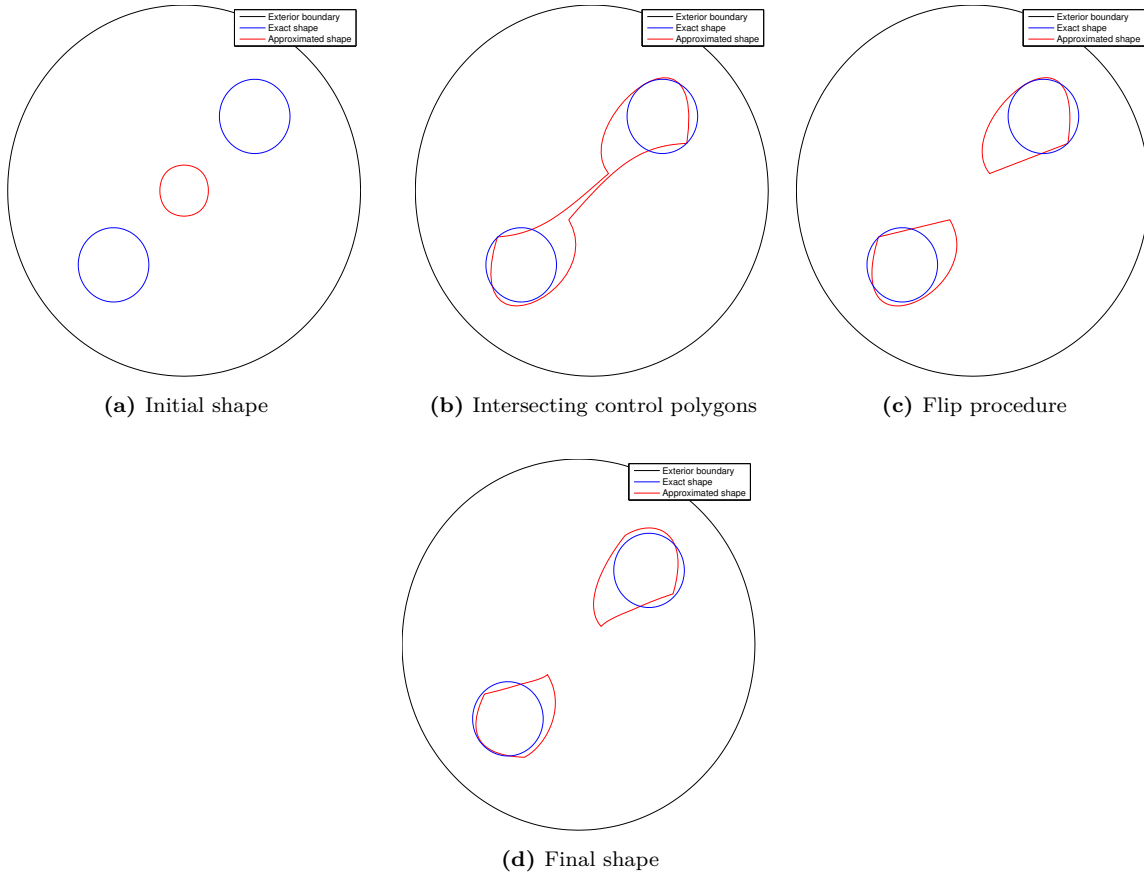 Exterior boundary
Exact shape
Approximated shape
Exterior boundary
Exact shape
Approximated shape
Exterior boundary
Exact shape
Approximated shape
(a) Initial shape
(b) Intersecting control polygons
(c) Flip procedure
Exterior boundary
Exact shape
Approximated shape
(d) Final shape